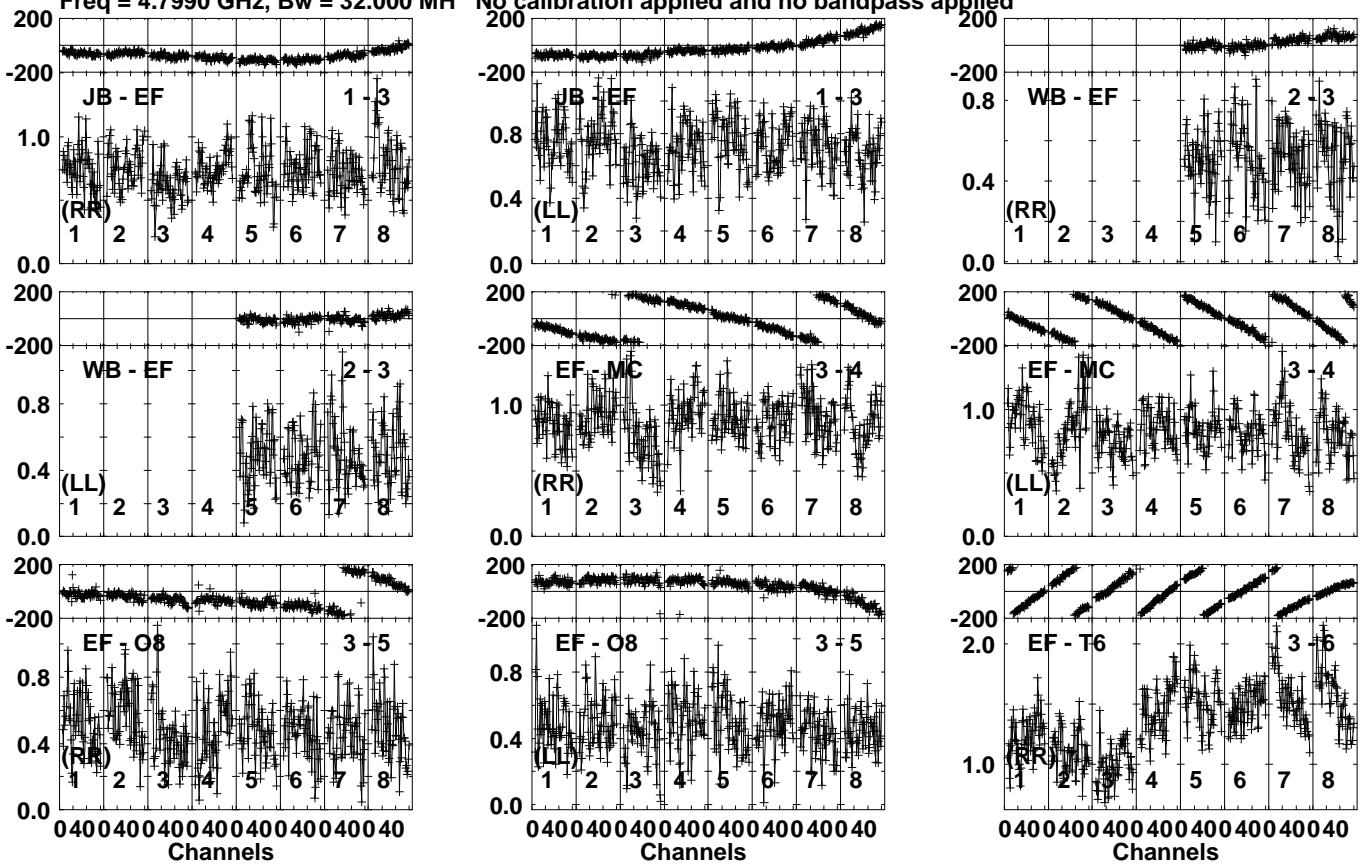 Freq = 4.7990 GHz, Bw = 32.000 MH No calibration applied and no bandpass applied
200
-200
JB - EF 1 - 3
1.0
(RR)
1 2 3 4 5 6 7 8
0.0
200
-200
JB - EF 1 - 3
0.8
0.4
(LL)
1 2 3 4 5 6 7 8
0.0
200
-200
WB - EF 2 - 3
0.8
0.4
(RR)
1 2 3 4 5 6 7 8
0.0
200
-200
WB - EF 2 - 3
0.8
0.4
(LL)
1 2 3 4 5 6 7 8
0.0
200
-200
EF - MC 3 - 4
1.0
(RR)
1 2 3 4 5 6 7 8
0.0
200
-200
EF - MC 3 - 4
1.0
(LL)
1 2 3 4 5 6 7 8
0.0
200
-200
EF - O8 3 - 5
0.8
0.4
(RR)
1 2 3 4 5 6 7 8
0.0
0 40 0 40 0 40 0 40 0 40 0 40 0 40 0 40
Channels
200
-200
EF - O8 3 - 5
0.8
0.4
(LL)
1 2 3 4 5 6 7 8
0.0
0 40 0 40 0 40 0 40 0 40 0 40 0 40 0 40
Channels
200
-200
EF - T6 3 - 6
2.0
1.0
(RR)
1 2 3 4 5 6 7 8
0 40 0 40 0 40 0 40 0 40 0 40 0 40 0 40
Channels